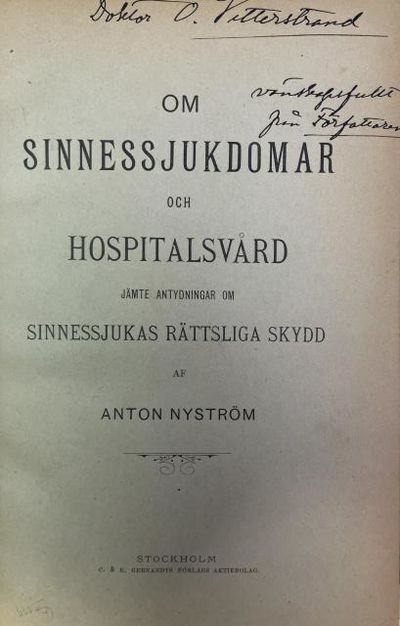 Doktor O. Vetterstrand
vänskapsfullt
från Författaren
OM
SINNESSJUKDOMAR
OCH
HOSPITALSVÅRD
JÄMTE ANTYDNINGAR OM
SINNESSJUKAS RÄTTSLIGA SKYDD
AF
ANTON NYSTRÖM
STOCKHOLM
C. & E. GERNANDTS FÖRLAGS AKTIEBOLAG.